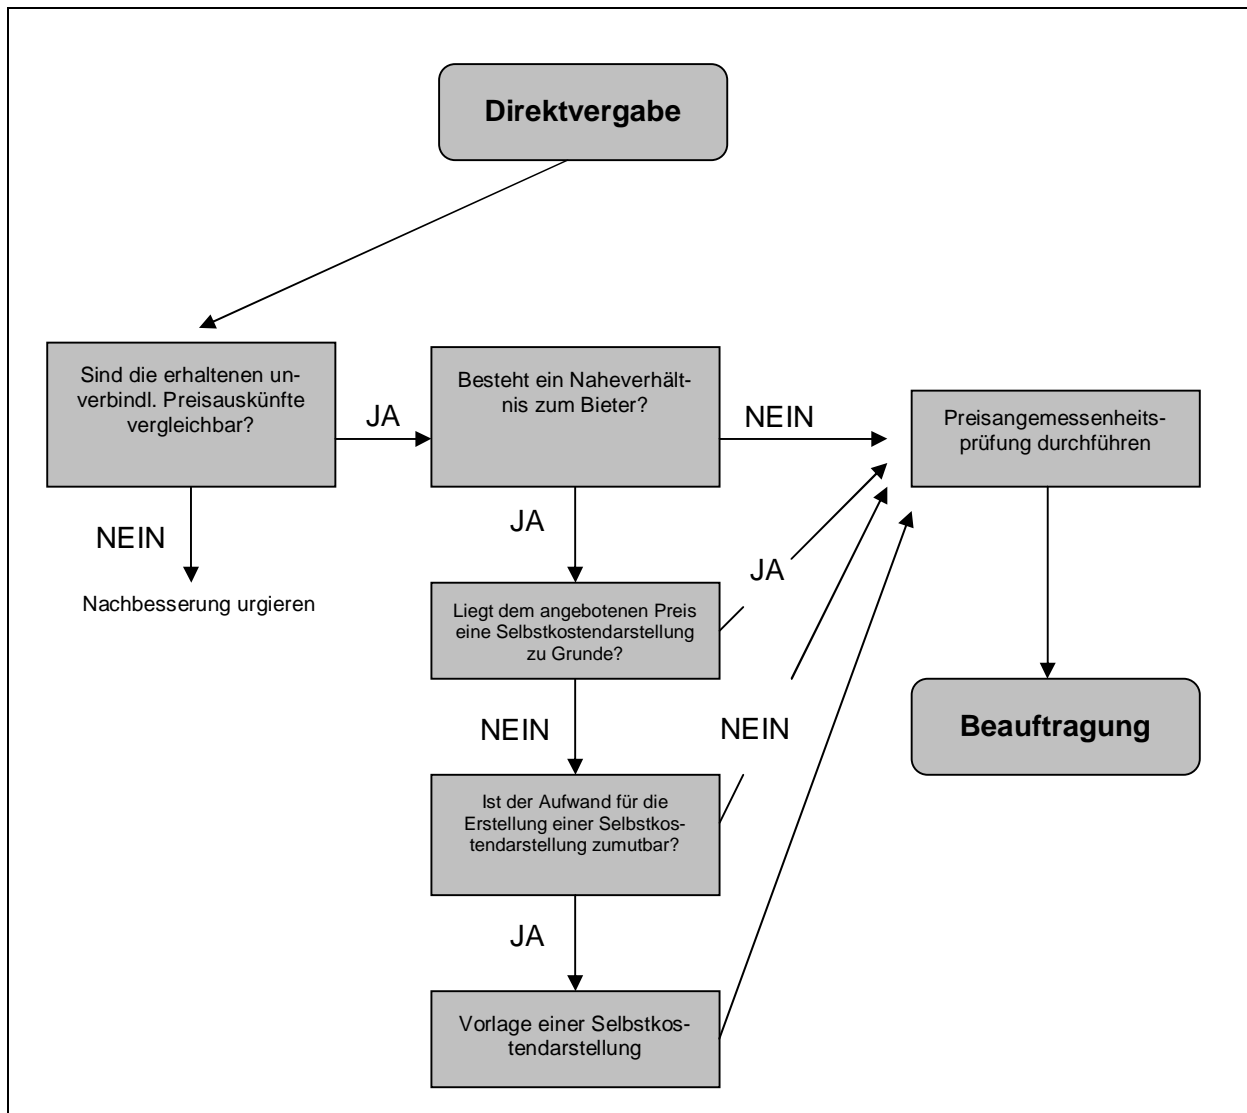 Direktvergabe
Sind die erhaltenen un-
verbindl. Preisauskünfte
vergleichbar?
JA
Besteht ein Naheverhält-
nis zum Bieter?
NEIN
Preisangemessenheits-
prüfung durchführen
NEIN
Nachbesserung urgieren
JA
Liegt dem angebotenen Preis
eine Selbstkostendarstellung
zu Grunde?
JA
NEIN
NEIN
Beauftragung
Ist der Aufwand für die
Erstellung einer Selbstkos-
tendarstellung zumutbar?
JA
Vorlage einer Selbstkos-
tendarstellung